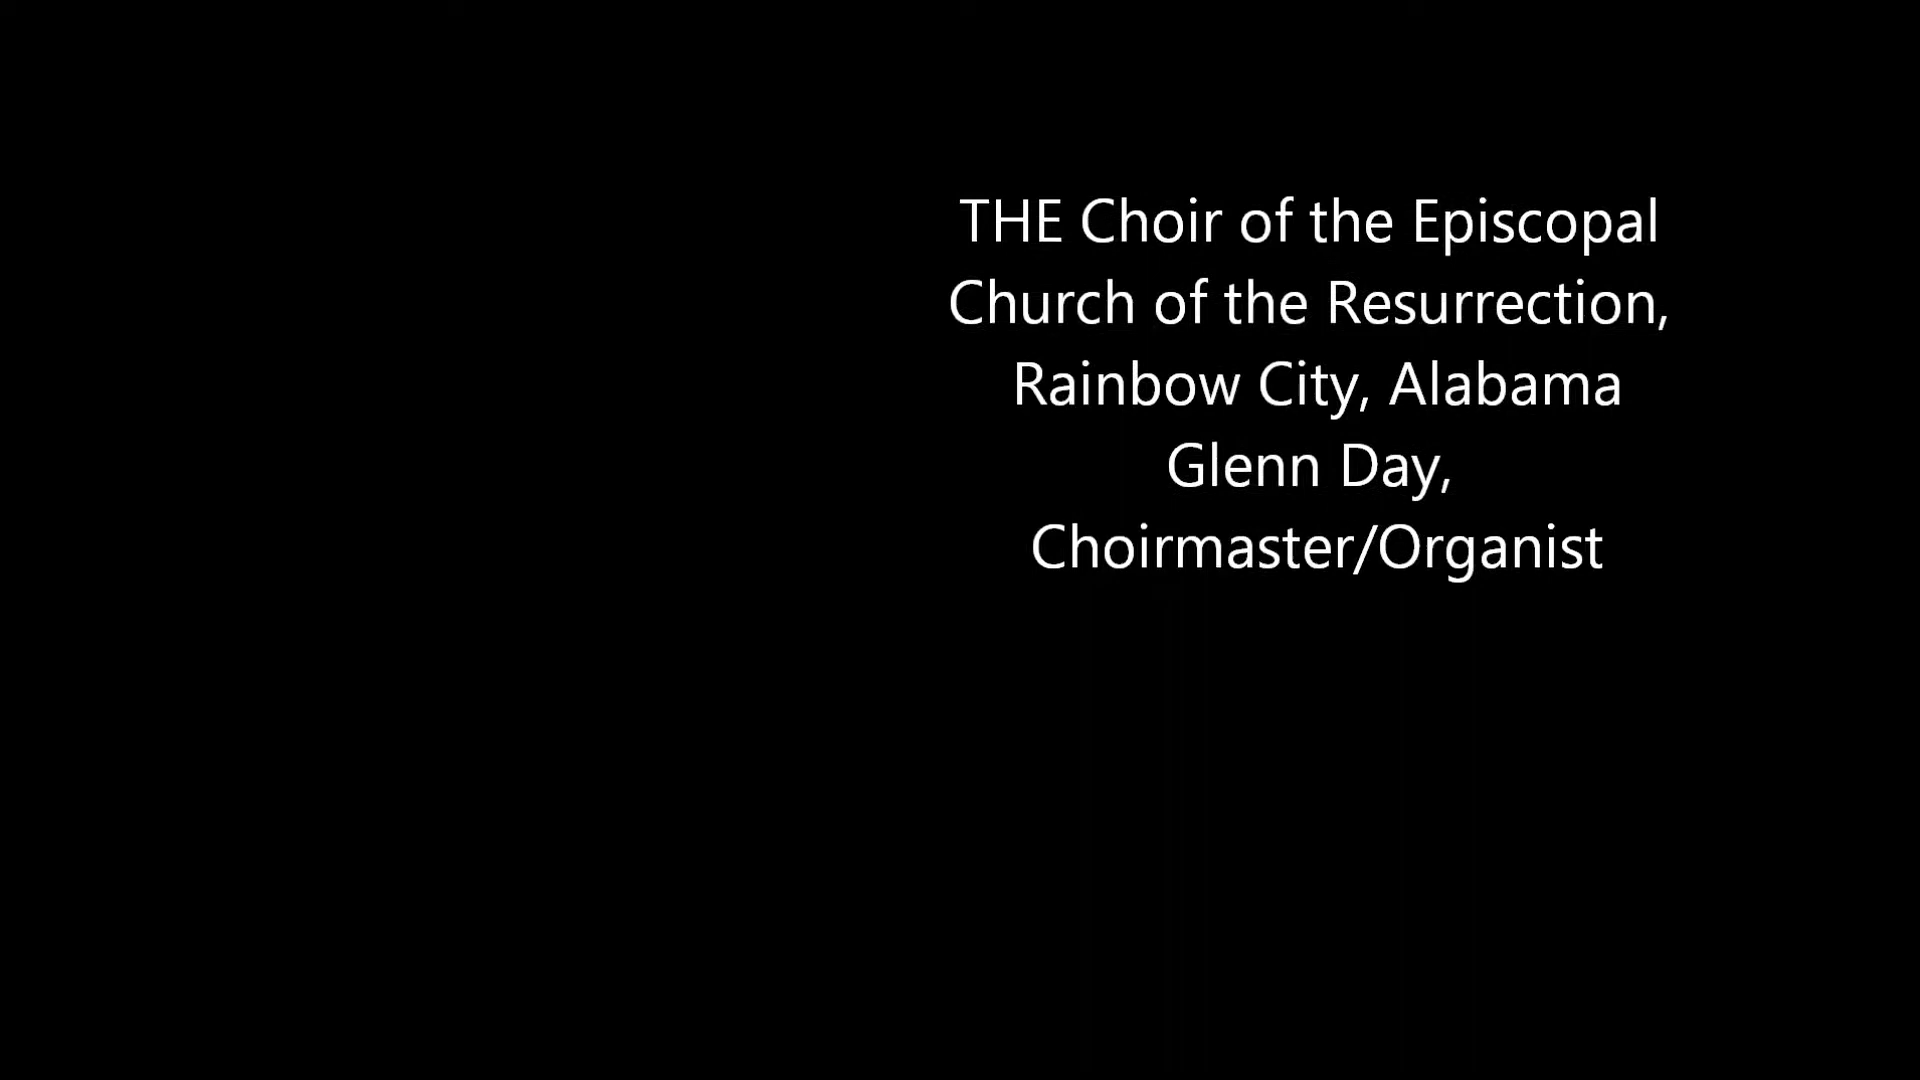 THE Choir of the Episcopal
Church of the Resurrection,
Rainbow City, Alabama
Glenn Day,
Choirmaster/Organist